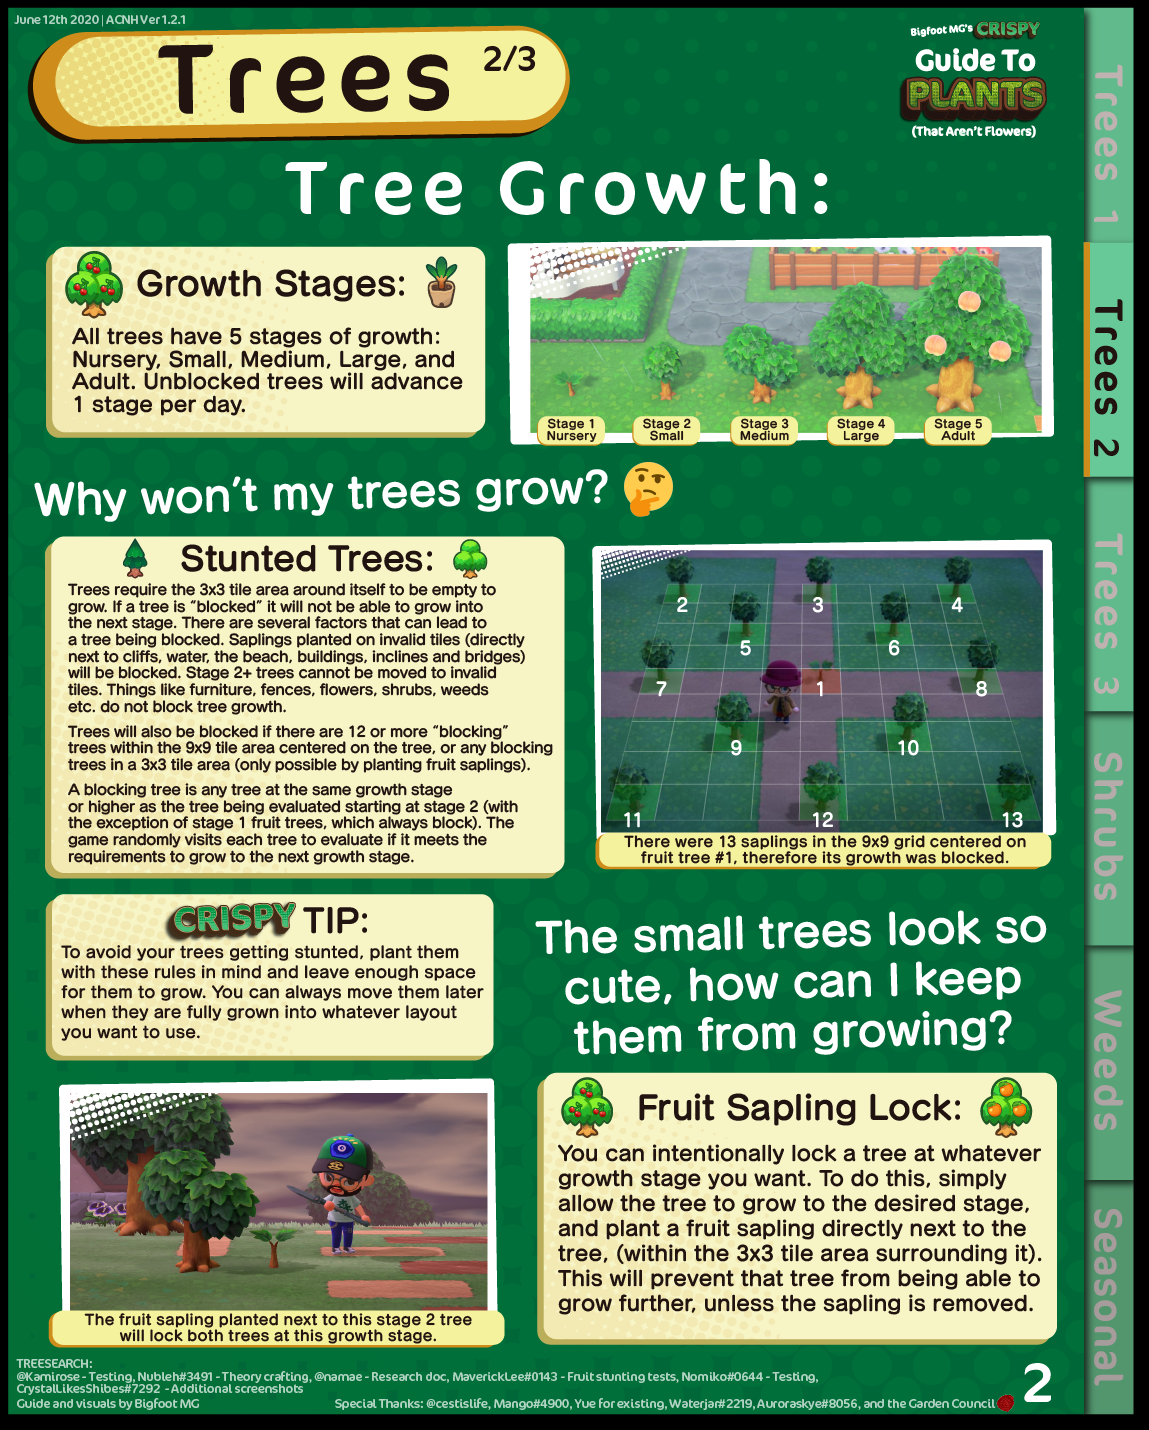 June 12th 2020 | ACNH Ver 1.2.1
Trees 2/3
Bigfoot MG's CRISPY
Guide To
PLANTS
(That Aren't Flowers)
Tree Growth:
Growth Stages:
All trees have 5 stages of growth:
Nursery, Small, Medium, Large, and
Adult. Unblocked trees will advance
1 stage per day.
Stage 1
Nursery
Stage 2
Small
Stage 3
Medium
Stage 4
Large
Stage 5
Adult
Why won't my trees grow?
Stunted Trees:
Trees require the 3x3 tile area around itself to be empty to
grow. If a tree is "blocked" it will not be able to grow into
the next stage. There are several factors that can lead to
a tree being blocked. Saplings planted on invalid tiles (directly
next to cliffs, water, the beach, buildings, inclines and bridges)
will be blocked. Stage 2+ trees cannot be moved to invalid
tiles. Things like furniture, fences, flowers, shrubs, weeds
etc. do not block tree growth.
Trees will also be blocked if there are 12 or more "blocking"
trees within the 9x9 tile area centered on the tree, or any blocking
trees in a 3x3 tile area (only possible by planting fruit saplings).
A blocking tree is any tree at the same growth stage
or higher as the tree being evaluated starting at stage 2 (with
the exception of stage 1 fruit trees, which always block). The
game randomly visits each tree to evaluate if it meets the
requirements to grow to the next growth stage.
2 3 4
5 6
7 1 8
9 10
11 12 13
There were 13 saplings in the 9x9 grid centered on
fruit tree #1, therefore its growth was blocked.
CRISPY TIP:
To avoid your trees getting stunted, plant them
with these rules in mind and leave enough space
for them to grow. You can always move them later
when they are fully grown into whatever layout
you want to use.
The fruit sapling planted next to this stage 2 tree
will lock both trees at this growth stage.
The small trees look so
cute, how can I keep
them from growing?
Fruit Sapling Lock:
You can intentionally lock a tree at whatever
growth stage you want. To do this, simply
allow the tree to grow to the desired stage,
and plant a fruit sapling directly next to the
tree, (within the 3x3 tile area surrounding it).
This will prevent that tree from being able to
grow further, unless the sapling is removed.
TREESEARCH:
@Kamirose - Testing, Nubleh#3491 - Theory crafting, @namae - Research doc, MaverickLee#0143 - Fruit stunting tests, Nomiko#0644 - Testing,
CrystalLikesShibes#7292 - Additional screenshots
Guide and visuals by Bigfoot MG
Special Thanks: @cestislife, Mango#4900, Yue for existing, Waterjar#2219, Auroraskye#8056, and the Garden Council
2
Trees 1
Trees 2
Trees 3
Shrubs
Weeds
Seasonal